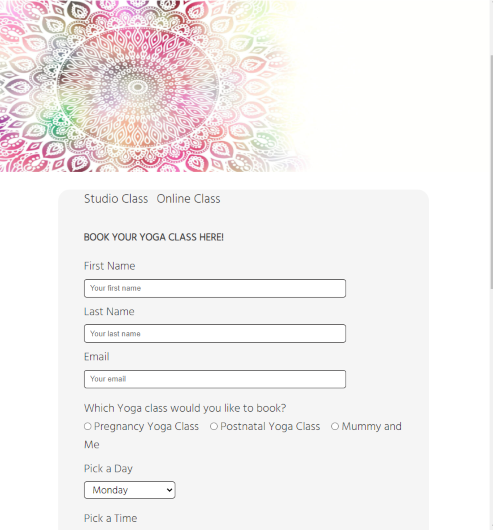 Studio Class Online Class
BOOK YOUR YOGA CLASS HERE!
First Name
Your first name
Last Name
Your last name
Email
Your email
Which Yoga class would you like to book?
Pregnancy Yoga Class Postnatal Yoga Class Mummy and
Me
Pick a Day
Monday
Pick a Time